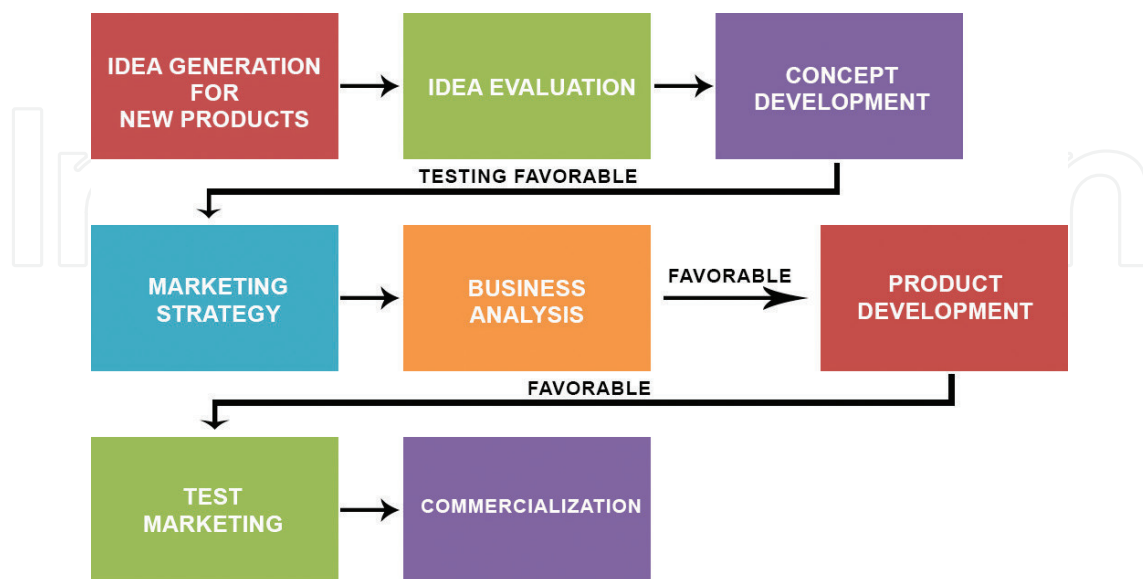 IDEA GENERATION
FOR
NEW PRODUCTS
IDEA EVALUATION
CONCEPT
DEVELOPMENT
TESTING FAVORABLE
MARKETING
STRATEGY
BUSINESS
ANALYSIS
FAVORABLE
PRODUCT
DEVELOPMENT
FAVORABLE
TEST
MARKETING
COMMERCIALIZATION